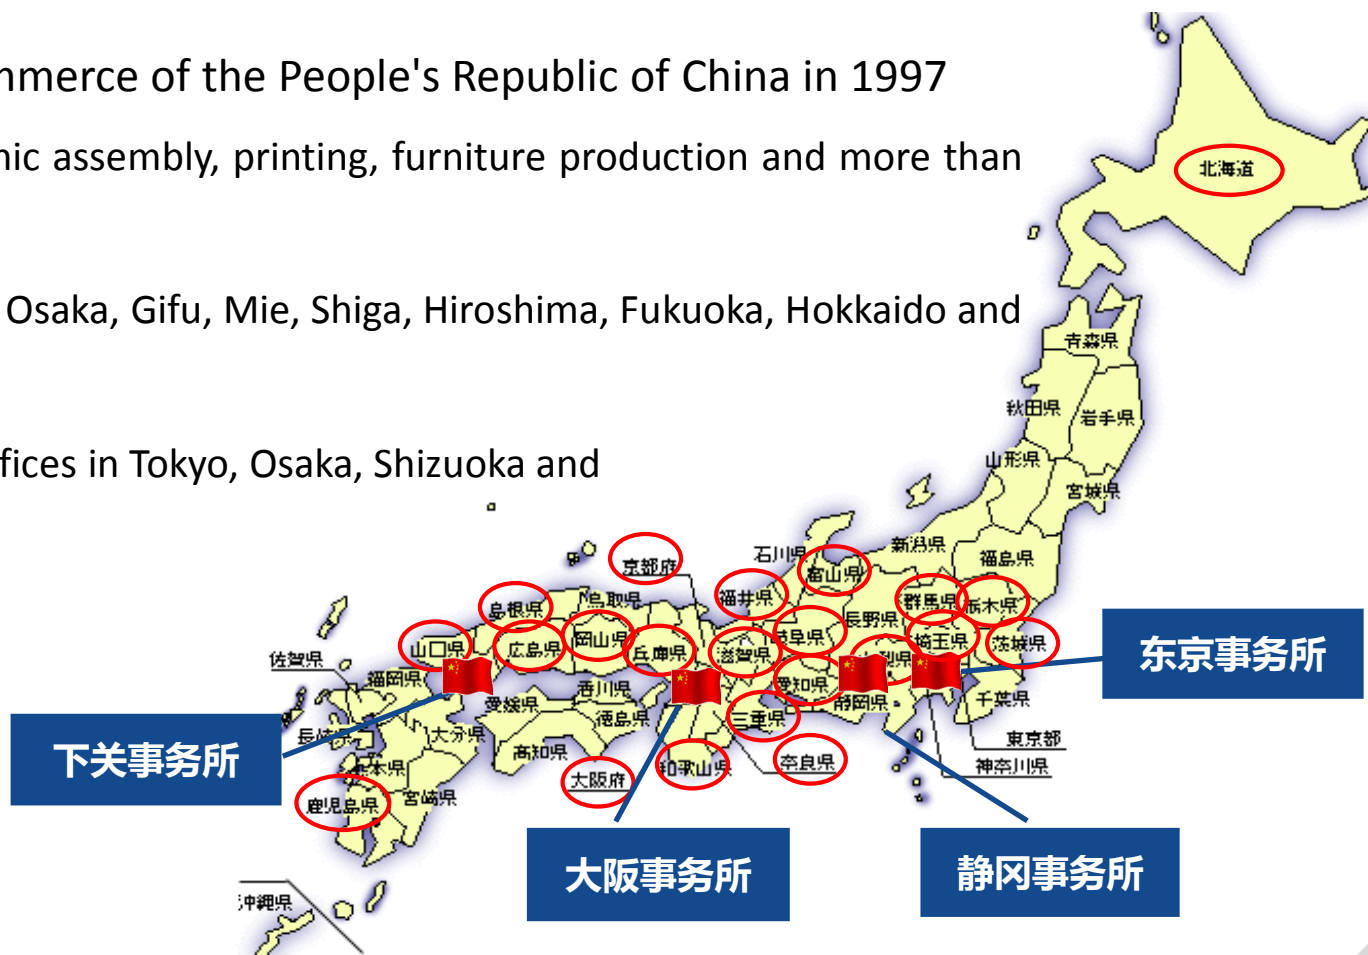 mmerce of the People's Republic of China in 1997
nic assembly, printing, furniture production and more than
Osaka, Gifu, Mie, Shiga, Hiroshima, Fukuoka, Hokkaido and
fices in Tokyo, Osaka, Shizuoka and
北海道
青森県
秋田県
岩手県
山形県
宮城県
新潟県
福島県
石川県
富山県
京都府
福井県
群馬県
栃木県
島根県
鳥取県
長野県
山口県
広島県
岡山県
兵庫県
滋賀県
岐阜県
埼玉県
茨城県
佐賀県
福岡県
香川県
愛知県
静岡県
千葉県
愛媛県
徳島県
三重県
大分県
高知県
東京都
神奈川県
大阪府
和歌山県
奈良県
鹿児島県
宮崎県
沖縄県
东京事务所
下关事务所
大阪事务所
静冈事务所